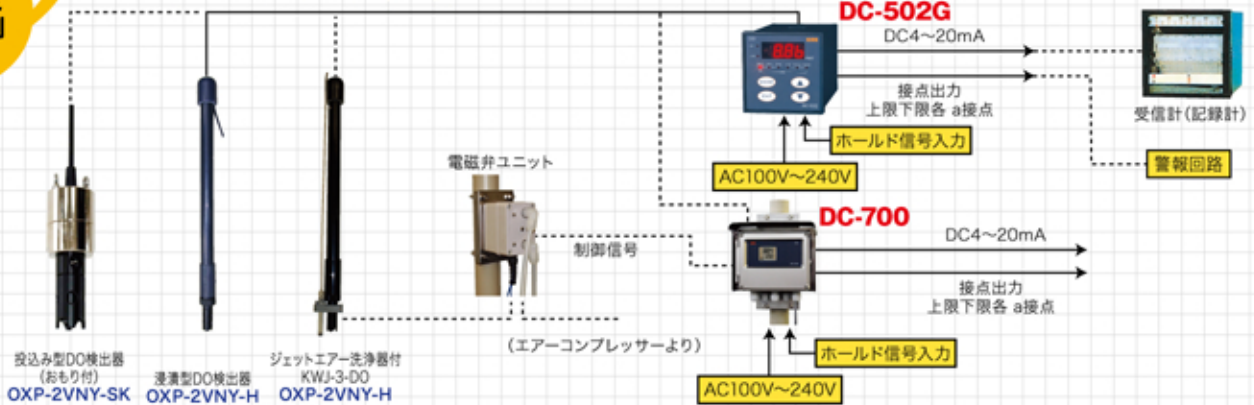 DC-502G
DC4～20mA
接点出力
上限下限各 a接点
受信計(記録計)
ホールド信号入力
警報回路
AC100V～240V
電磁弁ユニット
DC-700
制御信号
DC4～20mA
接点出力
上限下限各 a接点
(エアーコンプレッサーより)
ホールド信号入力
AC100V～240V
投込み型DO検出器
(おもり付)
OXP-2VNY-SK
浸漬型DO検出器
OXP-2VNY-H
ジェットエアー洗浄器付
KWJ-3-DO
OXP-2VNY-H